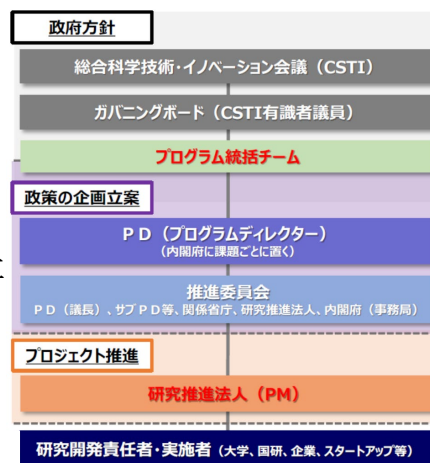 政府方針
総合科学技術・イノベーション会議（CSTI）
ガバニングボード（CSTI有識者議員）
プログラム統括チーム
政策の企画立案
ＰＤ（プログラムディレクター）
（内閣府に課題ごとに置く）
推進委員会
ＰＤ（議長）、サブＰＤ等、関係省庁、研究推進法人、内閣府（事務局）
プロジェクト推進
研究推進法人（PM）
研究開発責任者・実施者（大学、国研、企業、スタートアップ等）